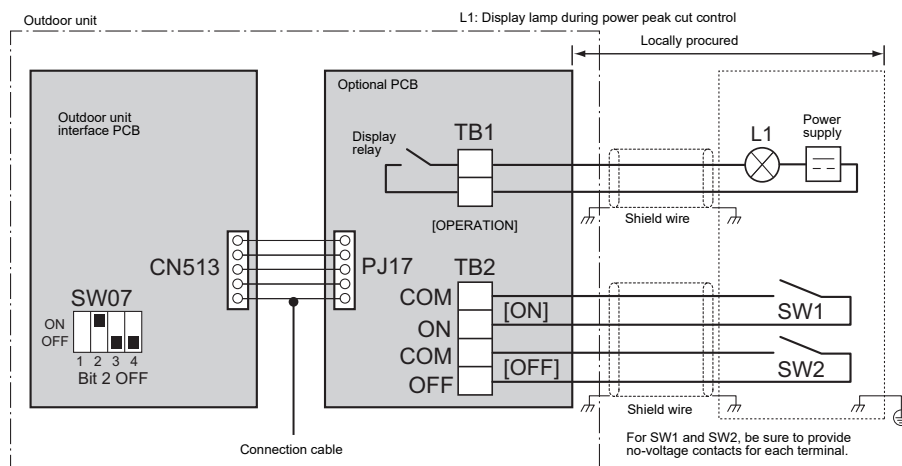 Outdoor unit
L1: Display lamp during power peak cut control
Locally procured
Outdoor unit
interface PCB
Optional PCB
Display
relay
TB1
L1
Power
supply
Shield wire
[OPERATION]
CN513
PJ17
TB2
SW07
ON
OFF
1 2 3 4
Bit 2 OFF
COM
ON
COM
OFF
[ON]
[OFF]
SW1
SW2
Shield wire
Connection cable
For SW1 and SW2, be sure to provide
no-voltage contacts for each terminal.